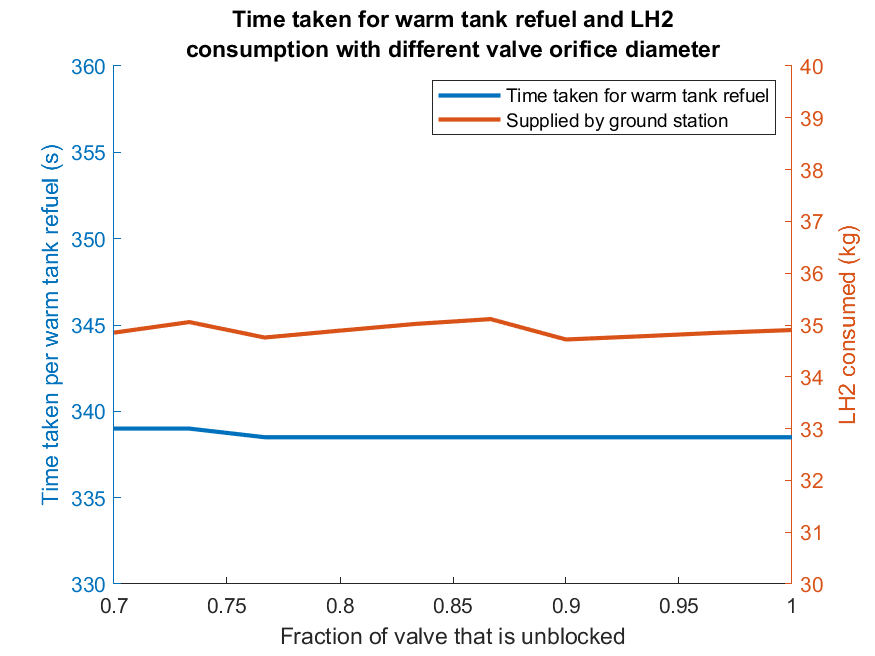 Time taken for warm tank refuel and LH2
consumption with different valve orifice diameter
Time taken for warm tank refuel
Supplied by ground station
Time taken per warm tank refuel (s)
360
355
350
345
340
335
330
40
39
38
37
36
35
34
33
32
31
30
LH2 consumed (kg)
0.7 0.75 0.8 0.85 0.9 0.95 1
Fraction of valve that is unblocked